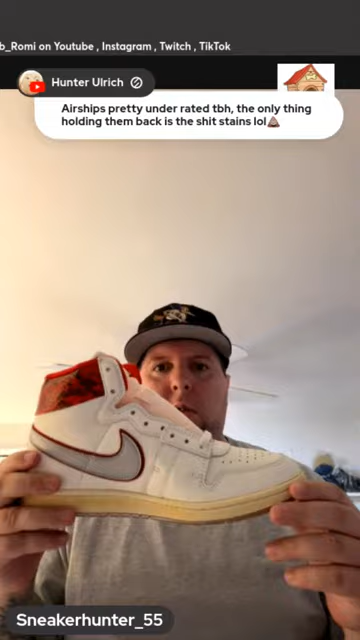 b_Romi on Youtube , Instagram , Twitch , TikTok
Hunter Ulrich
Airships pretty under rated tbh, the only thing
holding them back is the shit stains lol💩
Sneakerhunter_55